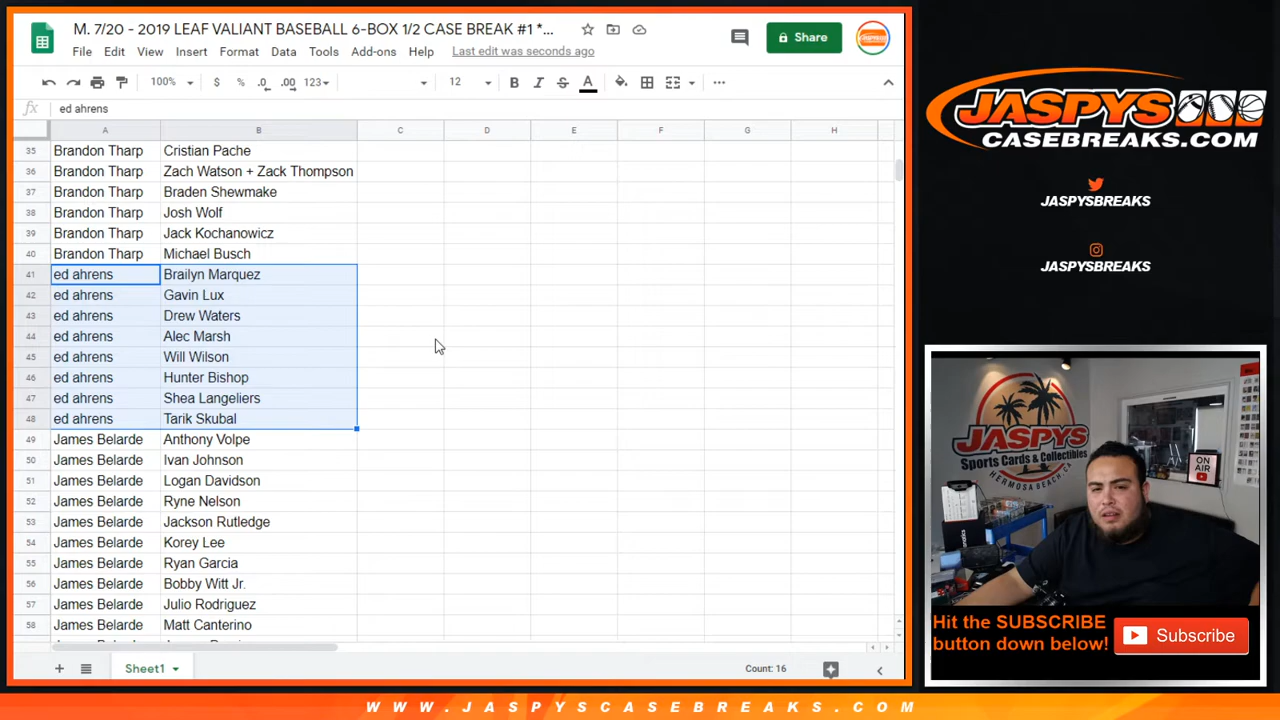 M. 7/20 - 2019 LEAF VALIANT BASEBALL 6-BOX 1/2 CASE BREAK #1 *...
Share
File Edit View Insert Format Data Tools Add-ons Help Last edit was seconds ago
100% $ % .0 .00 123 12 B I S A
fx ed ahrens
A B C D E F G H
35 Brandon Tharp Cristian Pache
36 Brandon Tharp Zach Watson + Zack Thompson
37 Brandon Tharp Braden Shewmake
38 Brandon Tharp Josh Wolf
39 Brandon Tharp Jack Kochanowicz
40 Brandon Tharp Michael Busch
41 ed ahrens Brailyn Marquez
42 ed ahrens Gavin Lux
43 ed ahrens Drew Waters
44 ed ahrens Alec Marsh
45 ed ahrens Will Wilson
46 ed ahrens Hunter Bishop
47 ed ahrens Shea Langeliers
48 ed ahrens Tarik Skubal
49 James Belarde Anthony Volpe
50 James Belarde Ivan Johnson
51 James Belarde Logan Davidson
52 James Belarde Ryne Nelson
53 James Belarde Jackson Rutledge
54 James Belarde Korey Lee
55 James Belarde Ryan Garcia
56 James Belarde Bobby Witt Jr.
57 James Belarde Julio Rodriguez
58 James Belarde Matt Canterino
Sheet1
Count: 16
JASPYS
CASEBREAKS.COM
JASPYSBREAKS
JASPYSBREAKS
JASPYS
Sports Cards & Collectibles
HERMOSA BEACH, CA
ON
AIR
Hit the SUBSCRIBE
button down below!
Subscribe
WWW.JASPYSCASEBREAKS.COM